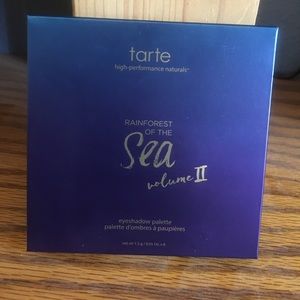 tarte
high-performance naturals™
RAINFOREST
OF THE
Sea
volume II
eyeshadow palette
palette d'ombres à paupières